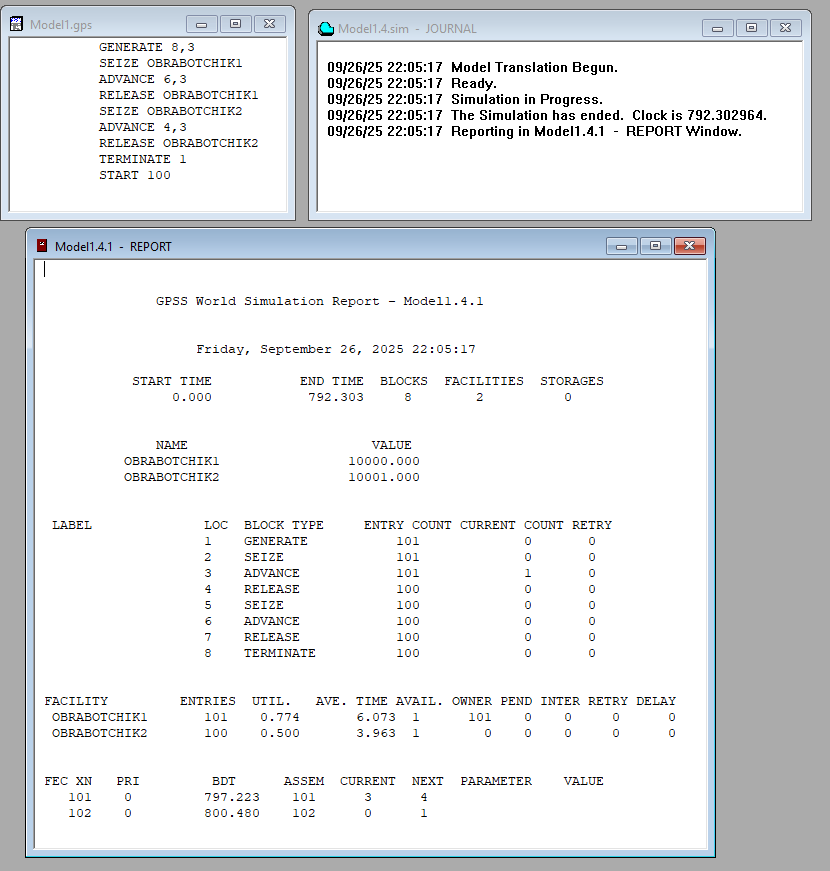 Model1.gps
GENERATE 8,3
SEIZE OBRABOTCHIK1
ADVANCE 6,3
RELEASE OBRABOTCHIK1
SEIZE OBRABOTCHIK2
ADVANCE 4,3
RELEASE OBRABOTCHIK2
TERMINATE 1
START 100
Model1.4.sim - JOURNAL
09/26/25 22:05:17 Model Translation Begun.
09/26/25 22:05:17 Ready.
09/26/25 22:05:17 Simulation in Progress.
09/26/25 22:05:17 The Simulation has ended. Clock is 792.302964.
09/26/25 22:05:17 Reporting in Model1.4.1 - REPORT Window.
Model1.4.1 - REPORT
GPSS World Simulation Report - Model1.4.1
Friday, September 26, 2025 22:05:17
START TIME END TIME BLOCKS FACILITIES STORAGES
0.000 792.303 8 2 0
NAME VALUE
OBRABOTCHIK1 10000.000
OBRABOTCHIK2 10001.000
LABEL LOC BLOCK TYPE ENTRY COUNT CURRENT COUNT RETRY
1 GENERATE 101 0 0
2 SEIZE 101 0 0
3 ADVANCE 101 1 0
4 RELEASE 100 0 0
5 SEIZE 100 0 0
6 ADVANCE 100 0 0
7 RELEASE 100 0 0
8 TERMINATE 100 0 0
FACILITY ENTRIES UTIL. AVE. TIME AVAIL. OWNER PEND INTER RETRY DELAY
OBRABOTCHIK1 101 0.774 6.073 1 101 0 0 0 0
OBRABOTCHIK2 100 0.500 3.963 1 0 0 0 0 0
FEC XN PRI BDT ASSEM CURRENT NEXT PARAMETER VALUE
101 0 797.223 101 3 4
102 0 800.480 102 0 1